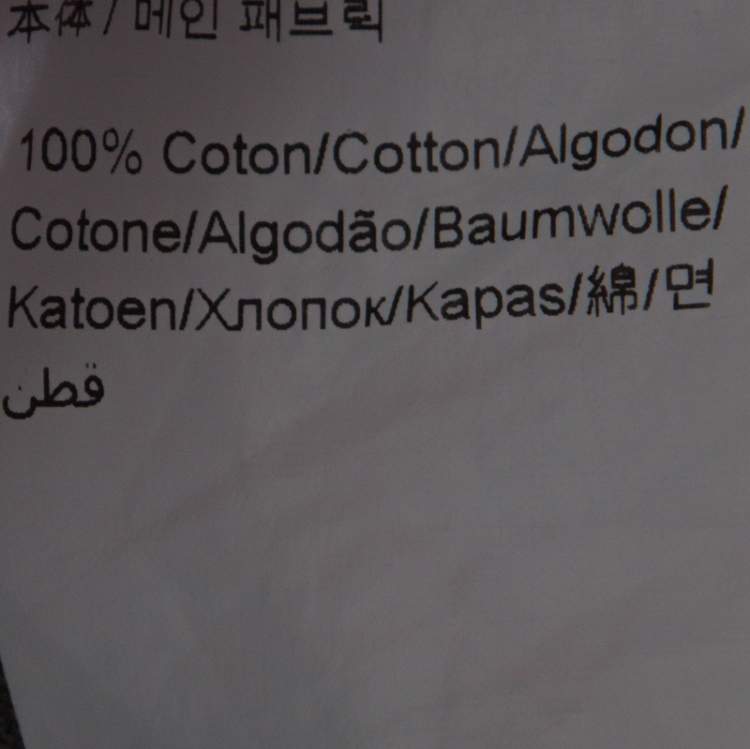 本体/메인 패브릭
100% Coton/Cotton/Algodon/
Cotone/Algodão/Baumwolle/
Katoen/Хлопок/Kapas/綿/면
قطن